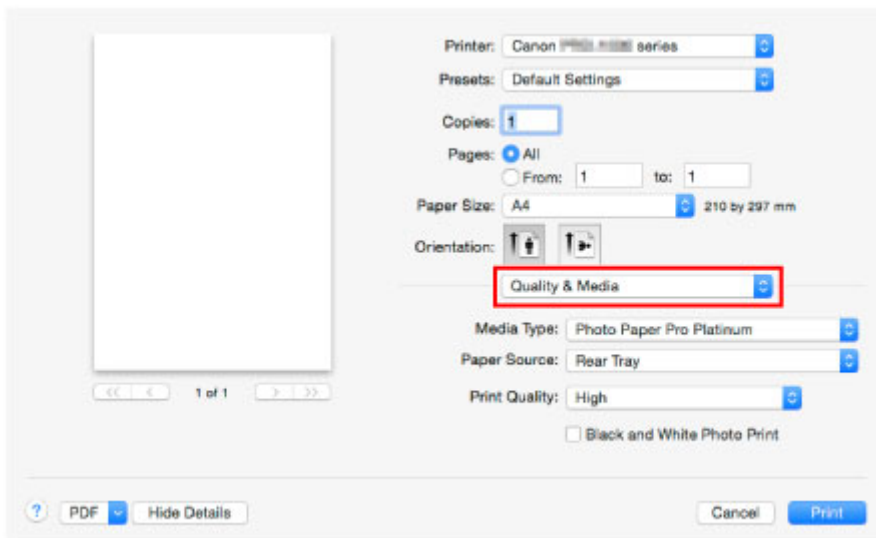 Printer: Canon series
Presets: Default Settings
Copies: 1
Pages: All
From: 1 to: 1
Paper Size: A4 210 by 297 mm
Orientation:
Quality & Media
Media Type: Photo Paper Pro Platinum
Paper Source: Rear Tray
1 of 1
Print Quality: High
Black and White Photo Print
? PDF Hide Details Cancel Print